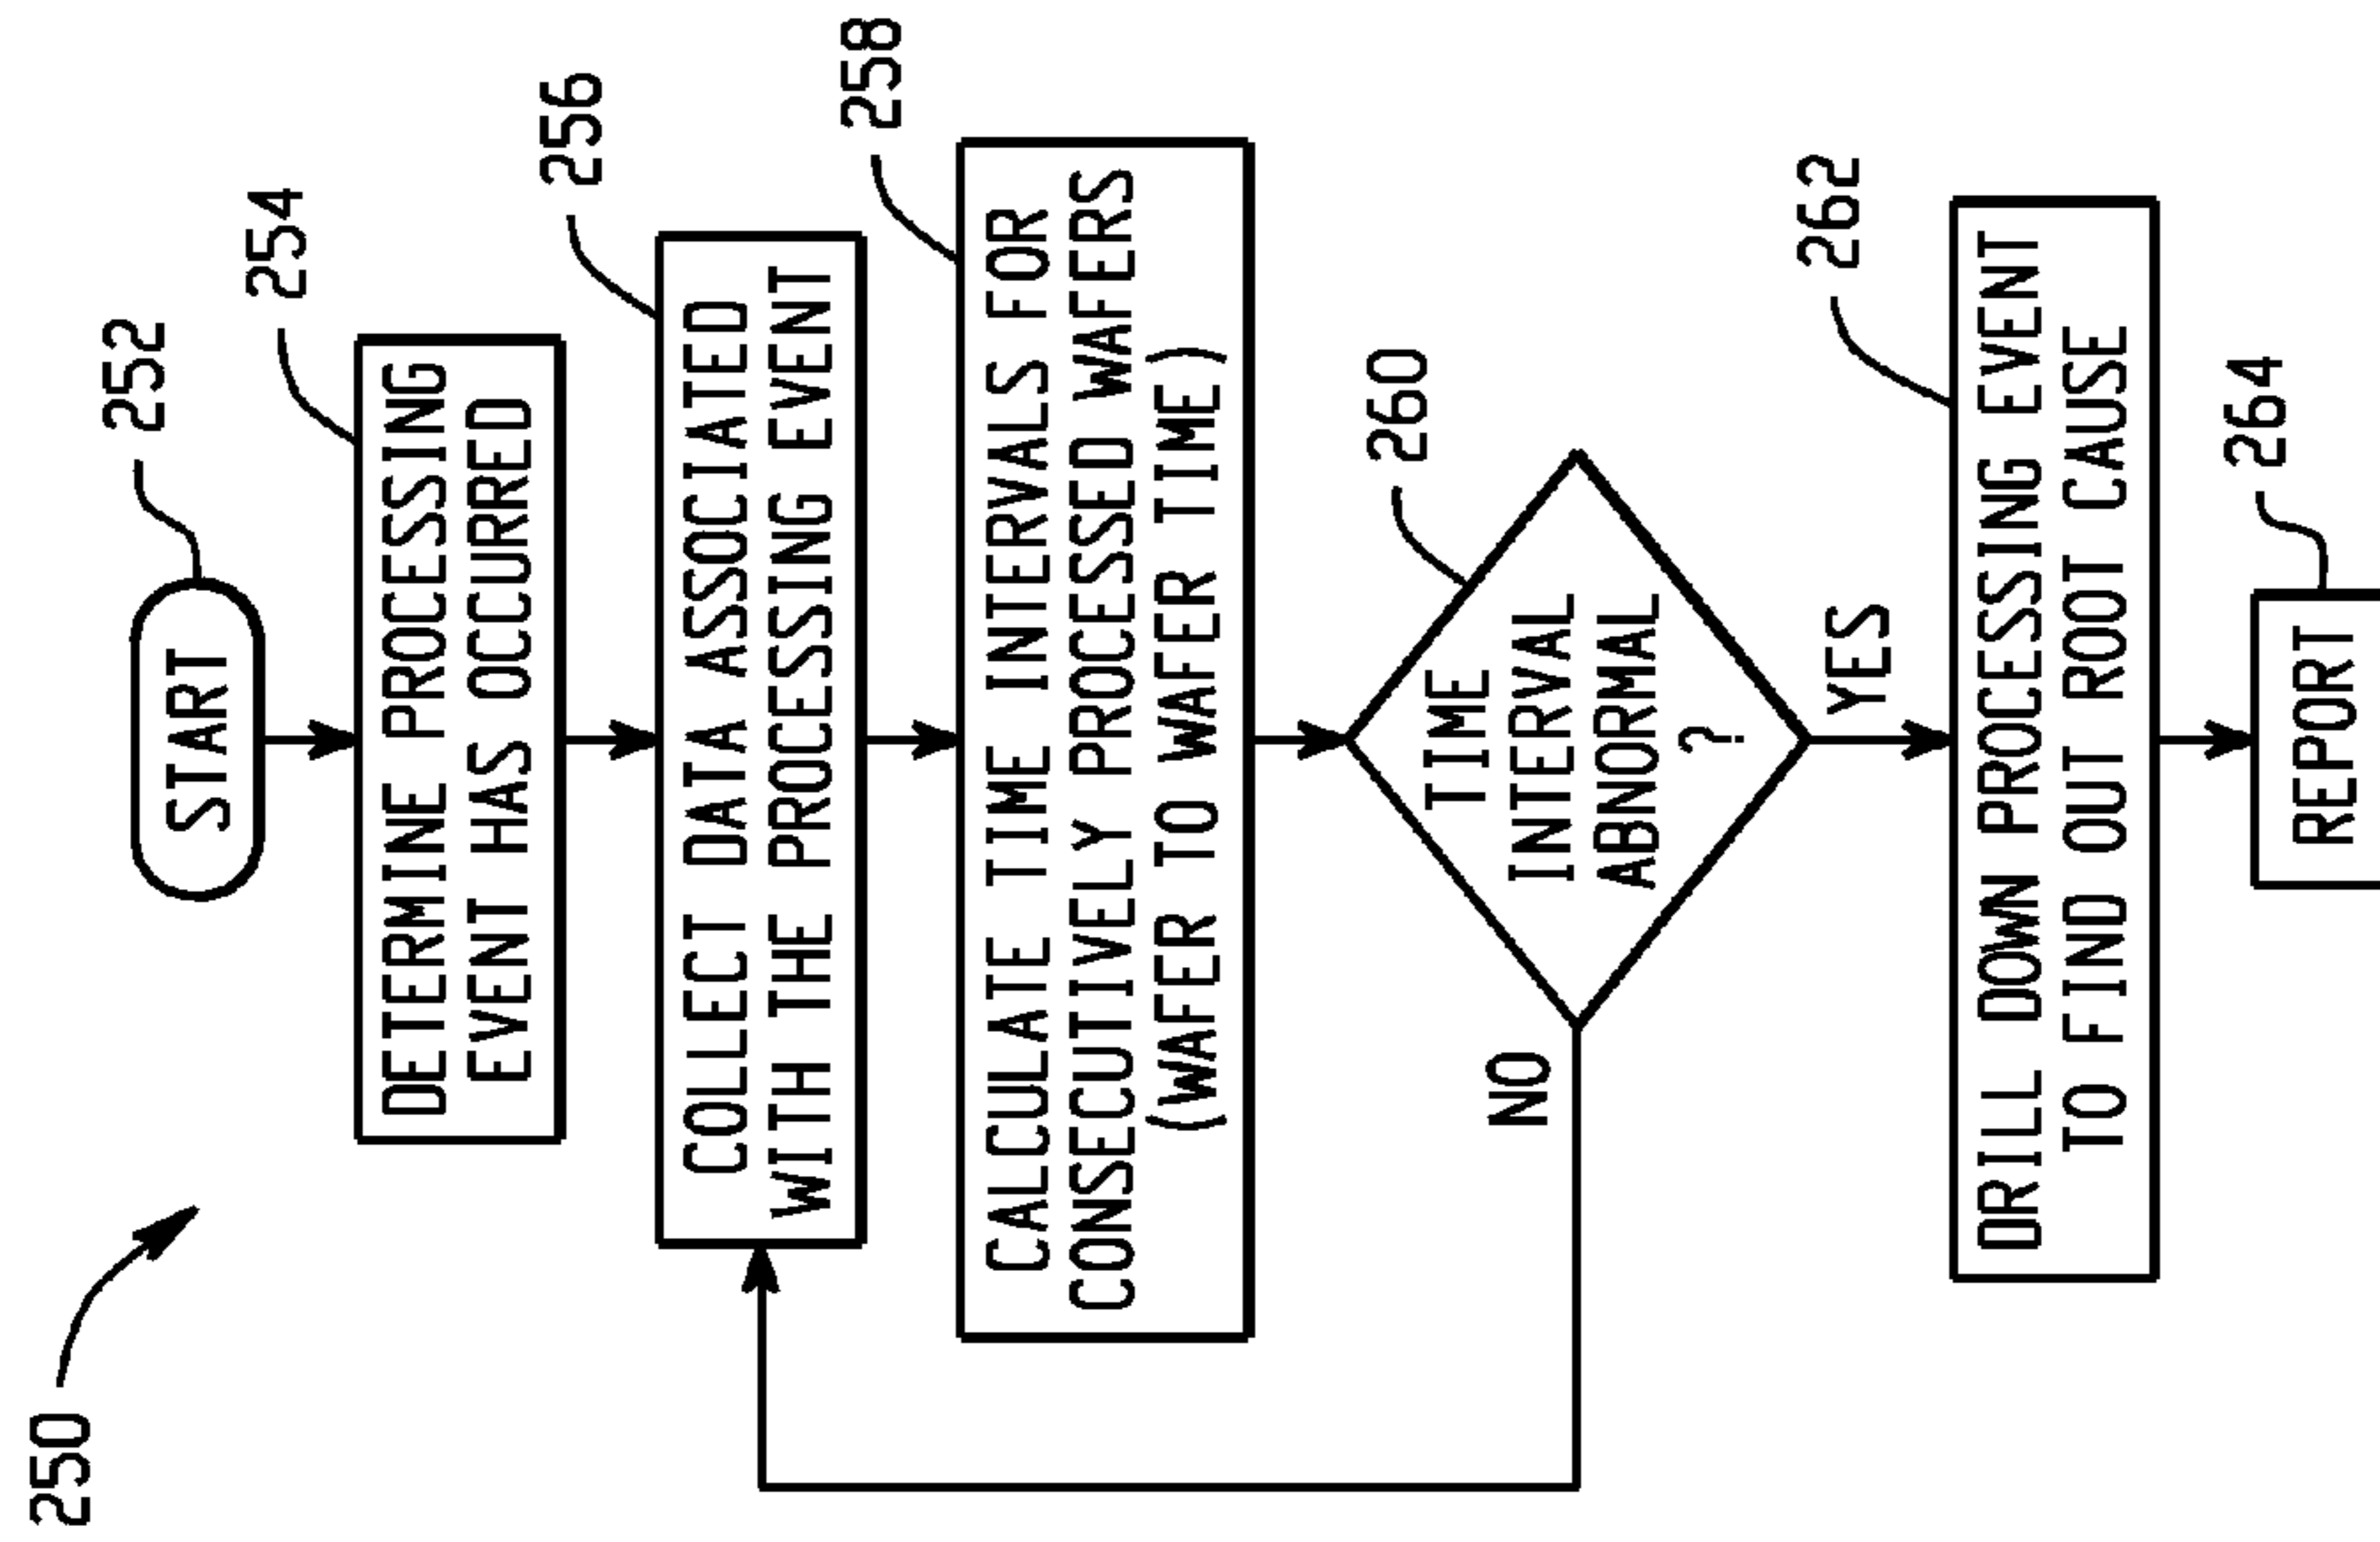 250
252
START
254
DETERMINE PROCESSING
EVENT HAS OCCURRED
256
COLLECT DATA ASSOCIATED
WITH THE PROCESSING EVENT
258
CALCULATE TIME INTERVALS FOR
CONSECUTIVELY PROCESSED WAFERS
(WAFER TO WAFER TIME)
260
TIME
INTERVAL
ABNORMAL
?
NO
YES
262
DRILL DOWN PROCESSING EVENT
TO FIND OUT ROOT CAUSE
264
REPORT